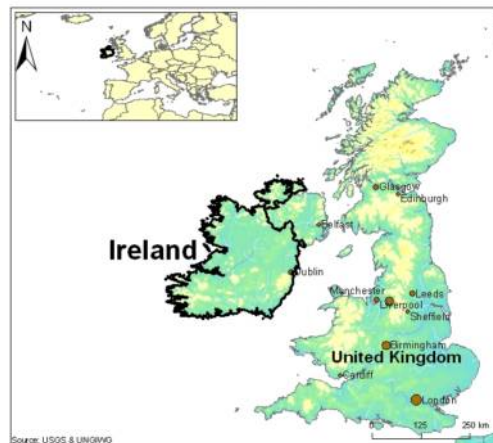 N
Glasgow
Edinburgh
Belfast
Ireland
Dublin
Manchester
Leeds
Liverpool
Sheffield
Birmingham
United Kingdom
Cardiff
London
0 125 250 km
Source: USGS & UNGIWG